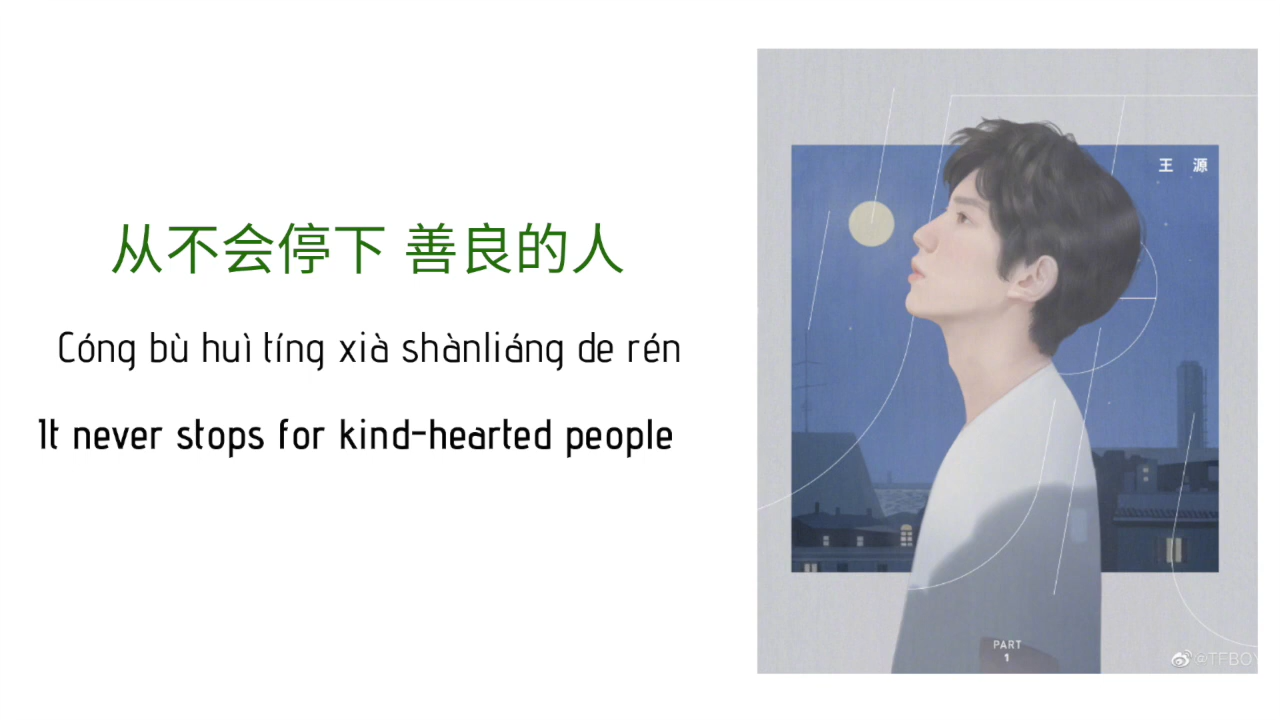 从不会停下 善良的人
Cóng bù huì tíng xià shànliáng de rén
It never stops for kind-hearted people
王 源
PART
1
@TFBOY